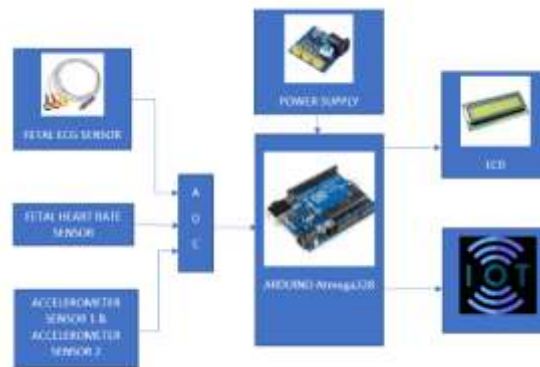 FETAL ECG SENSOR
POWER SUPPLY
LCD
A
D
C
FETAL HEART RATE
SENSOR
ARDUINO Atmega328
IOT
ACCELEROMETER
SENSOR 1 &
ACCELEROMETER
SENSOR 2